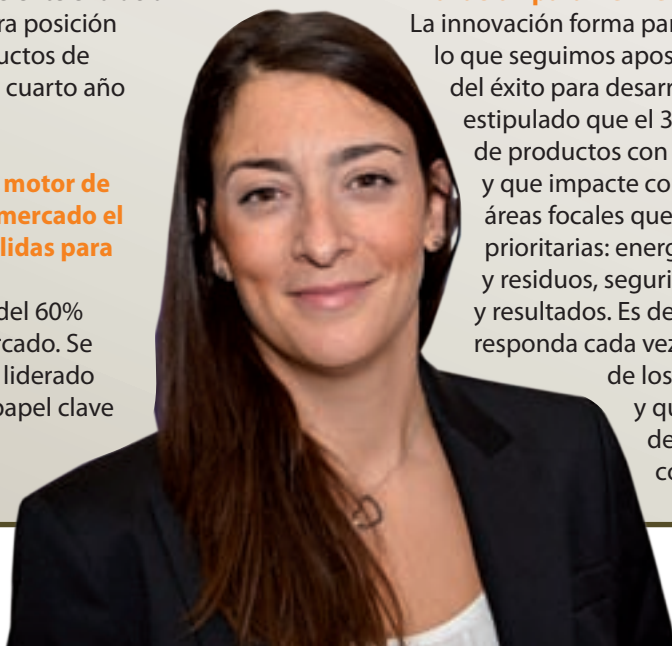 ra posición
uctos de
cuarto año
motor de
mercado el
lidas para
del 60%
rcado. Se
liderado
papel clave
La innovación forma par
lo que seguimos apos
del éxito para desarr
estipulado que el 3
de productos con
y que impacte co
áreas focales que
prioritarias: energ
y residuos, seguri
y resultados. Es de
responda cada vez
de los
y qu
de
co